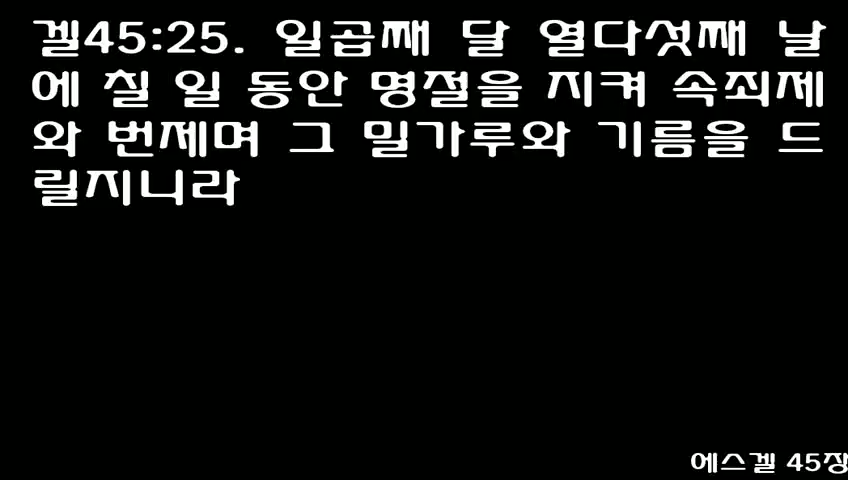 겔45:25. 일곱째 달 열다섯째 날
에 칠 일 동안 명절을 지켜 속죄제
와 번제며 그 밀가루와 기름을 드
릴지니라
에스겔 45장